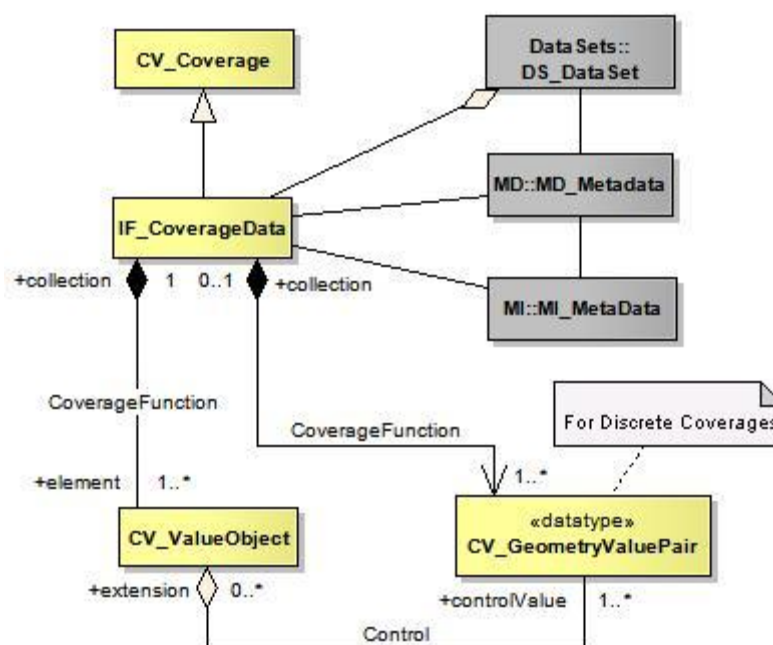 CV_Coverage
DataSets::
DS_DataSet
MD::MD_Metadata
IF_CoverageData
+collection
1
0..1
+collection
MI::MI_MetaData
CoverageFunction
CoverageFunction
For Discrete Coverages
+element
1..*
1..*
CV_ValueObject
«datatype»
CV_GeometryValuePair
+extension
0..*
+controlValue
1..*
Control